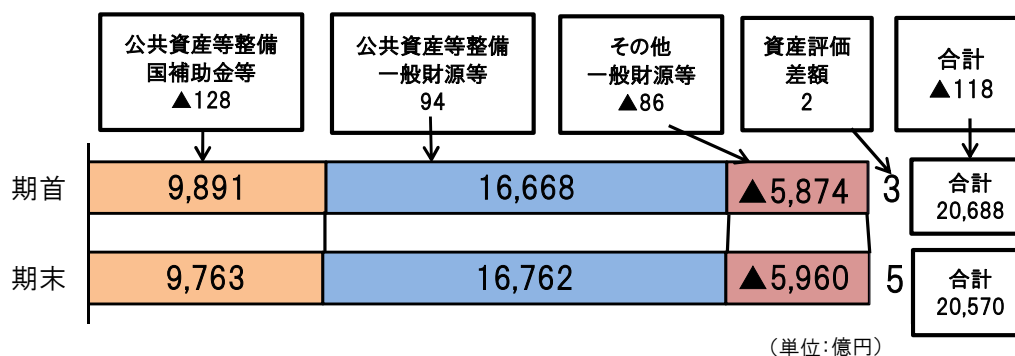 公共資産等整備
国補助金等
▲128
公共資産等整備
一般財源等
94
その他
一般財源等
▲86
資産評価
差額
2
合計
▲118
期首
9,891
16,668
▲5,874
3
合計
20,688
期末
9,763
16,762
▲5,960
5
合計
20,570
（単位：億円）